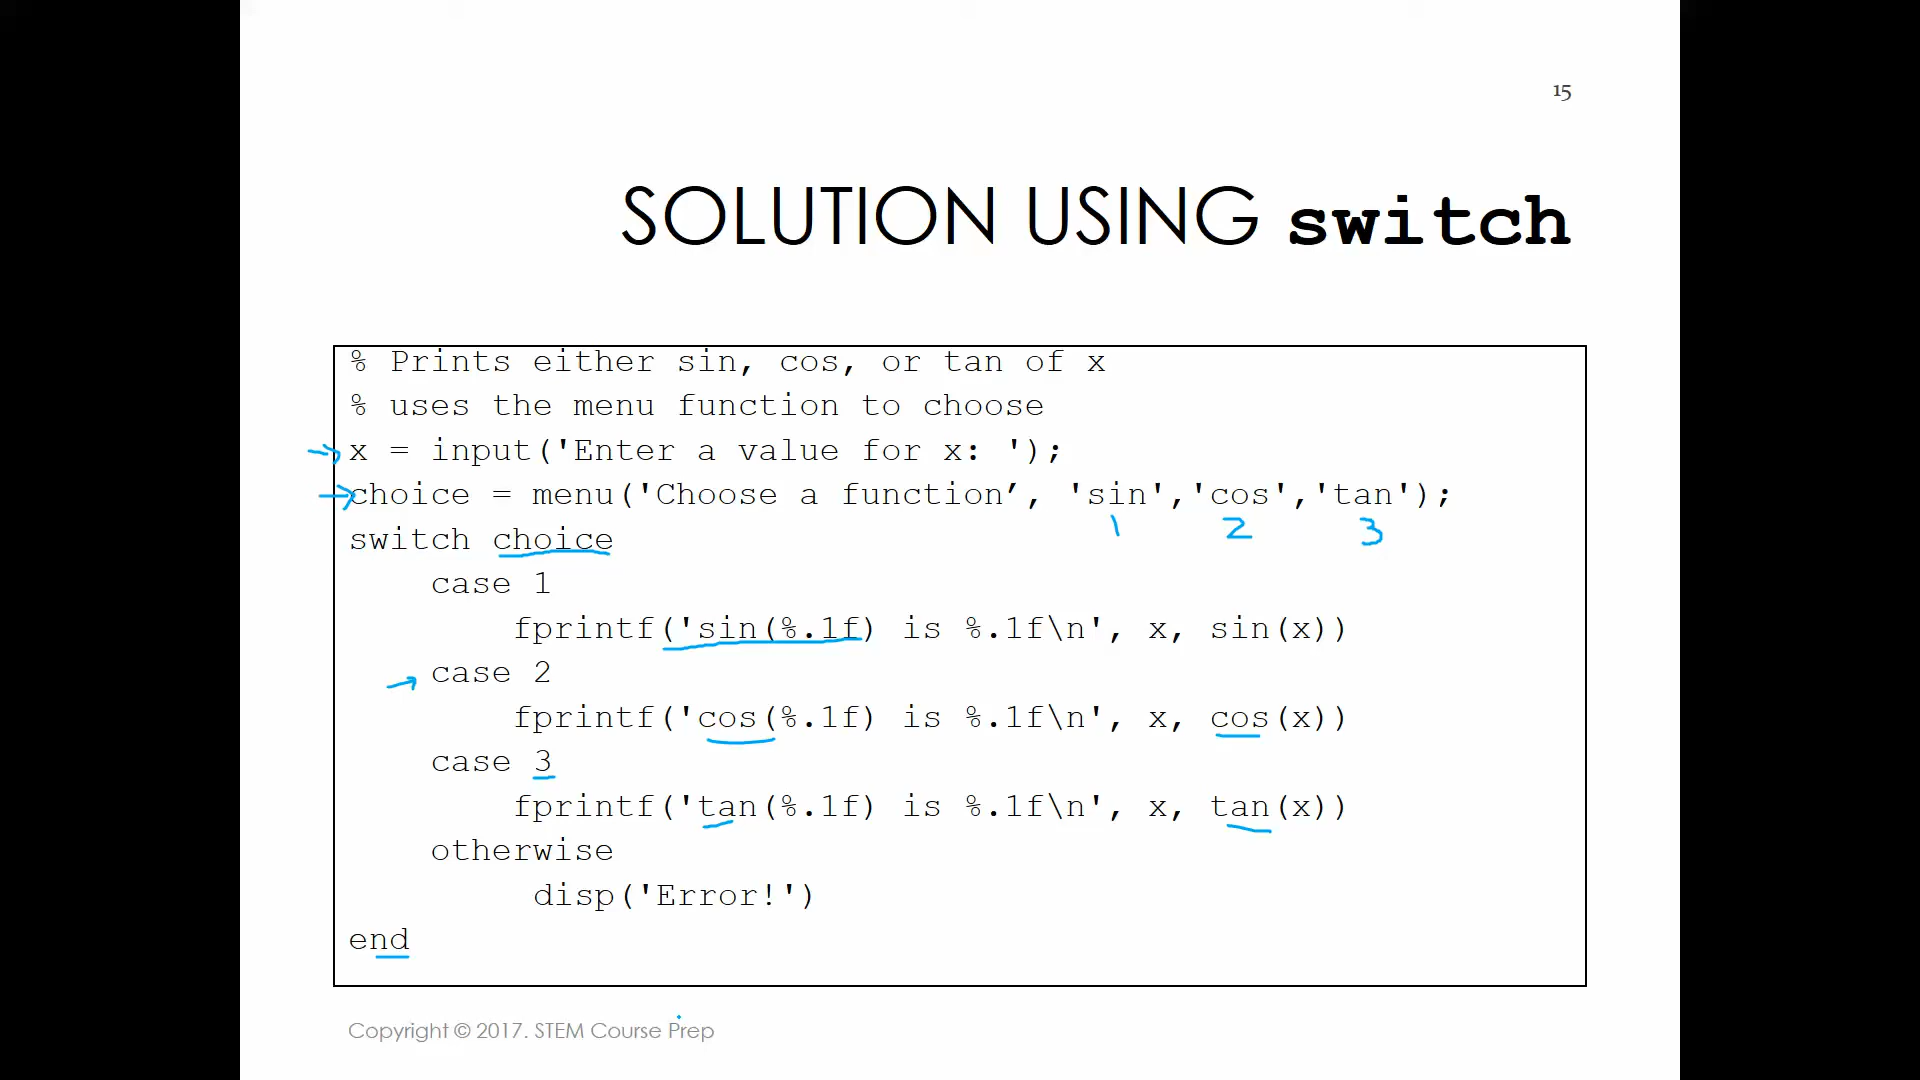 15
SOLUTION USING switch
% Prints either sin, cos, or tan of x
% uses the menu function to choose
x = input('Enter a value for x: ');
choice = menu('Choose a function’, 'sin','cos','tan');
1 2 3
switch choice
case 1
fprintf('sin(%.1f) is %.1f\n', x, sin(x))
case 2
fprintf('cos(%.1f) is %.1f\n', x, cos(x))
case 3
fprintf('tan(%.1f) is %.1f\n', x, tan(x))
otherwise
disp('Error!')
end
Copyright © 2017. STEM Course Prep